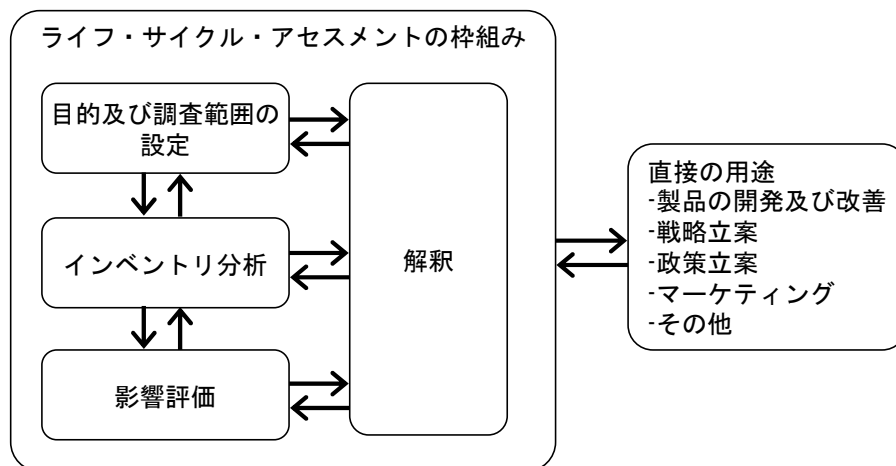 ライフ・サイクル・アセスメントの枠組み
目的及び調査範囲の
設定
インベントリ分析
影響評価
解釈
直接の用途
-製品の開発及び改善
-戦略立案
-政策立案
-マーケティング
-その他